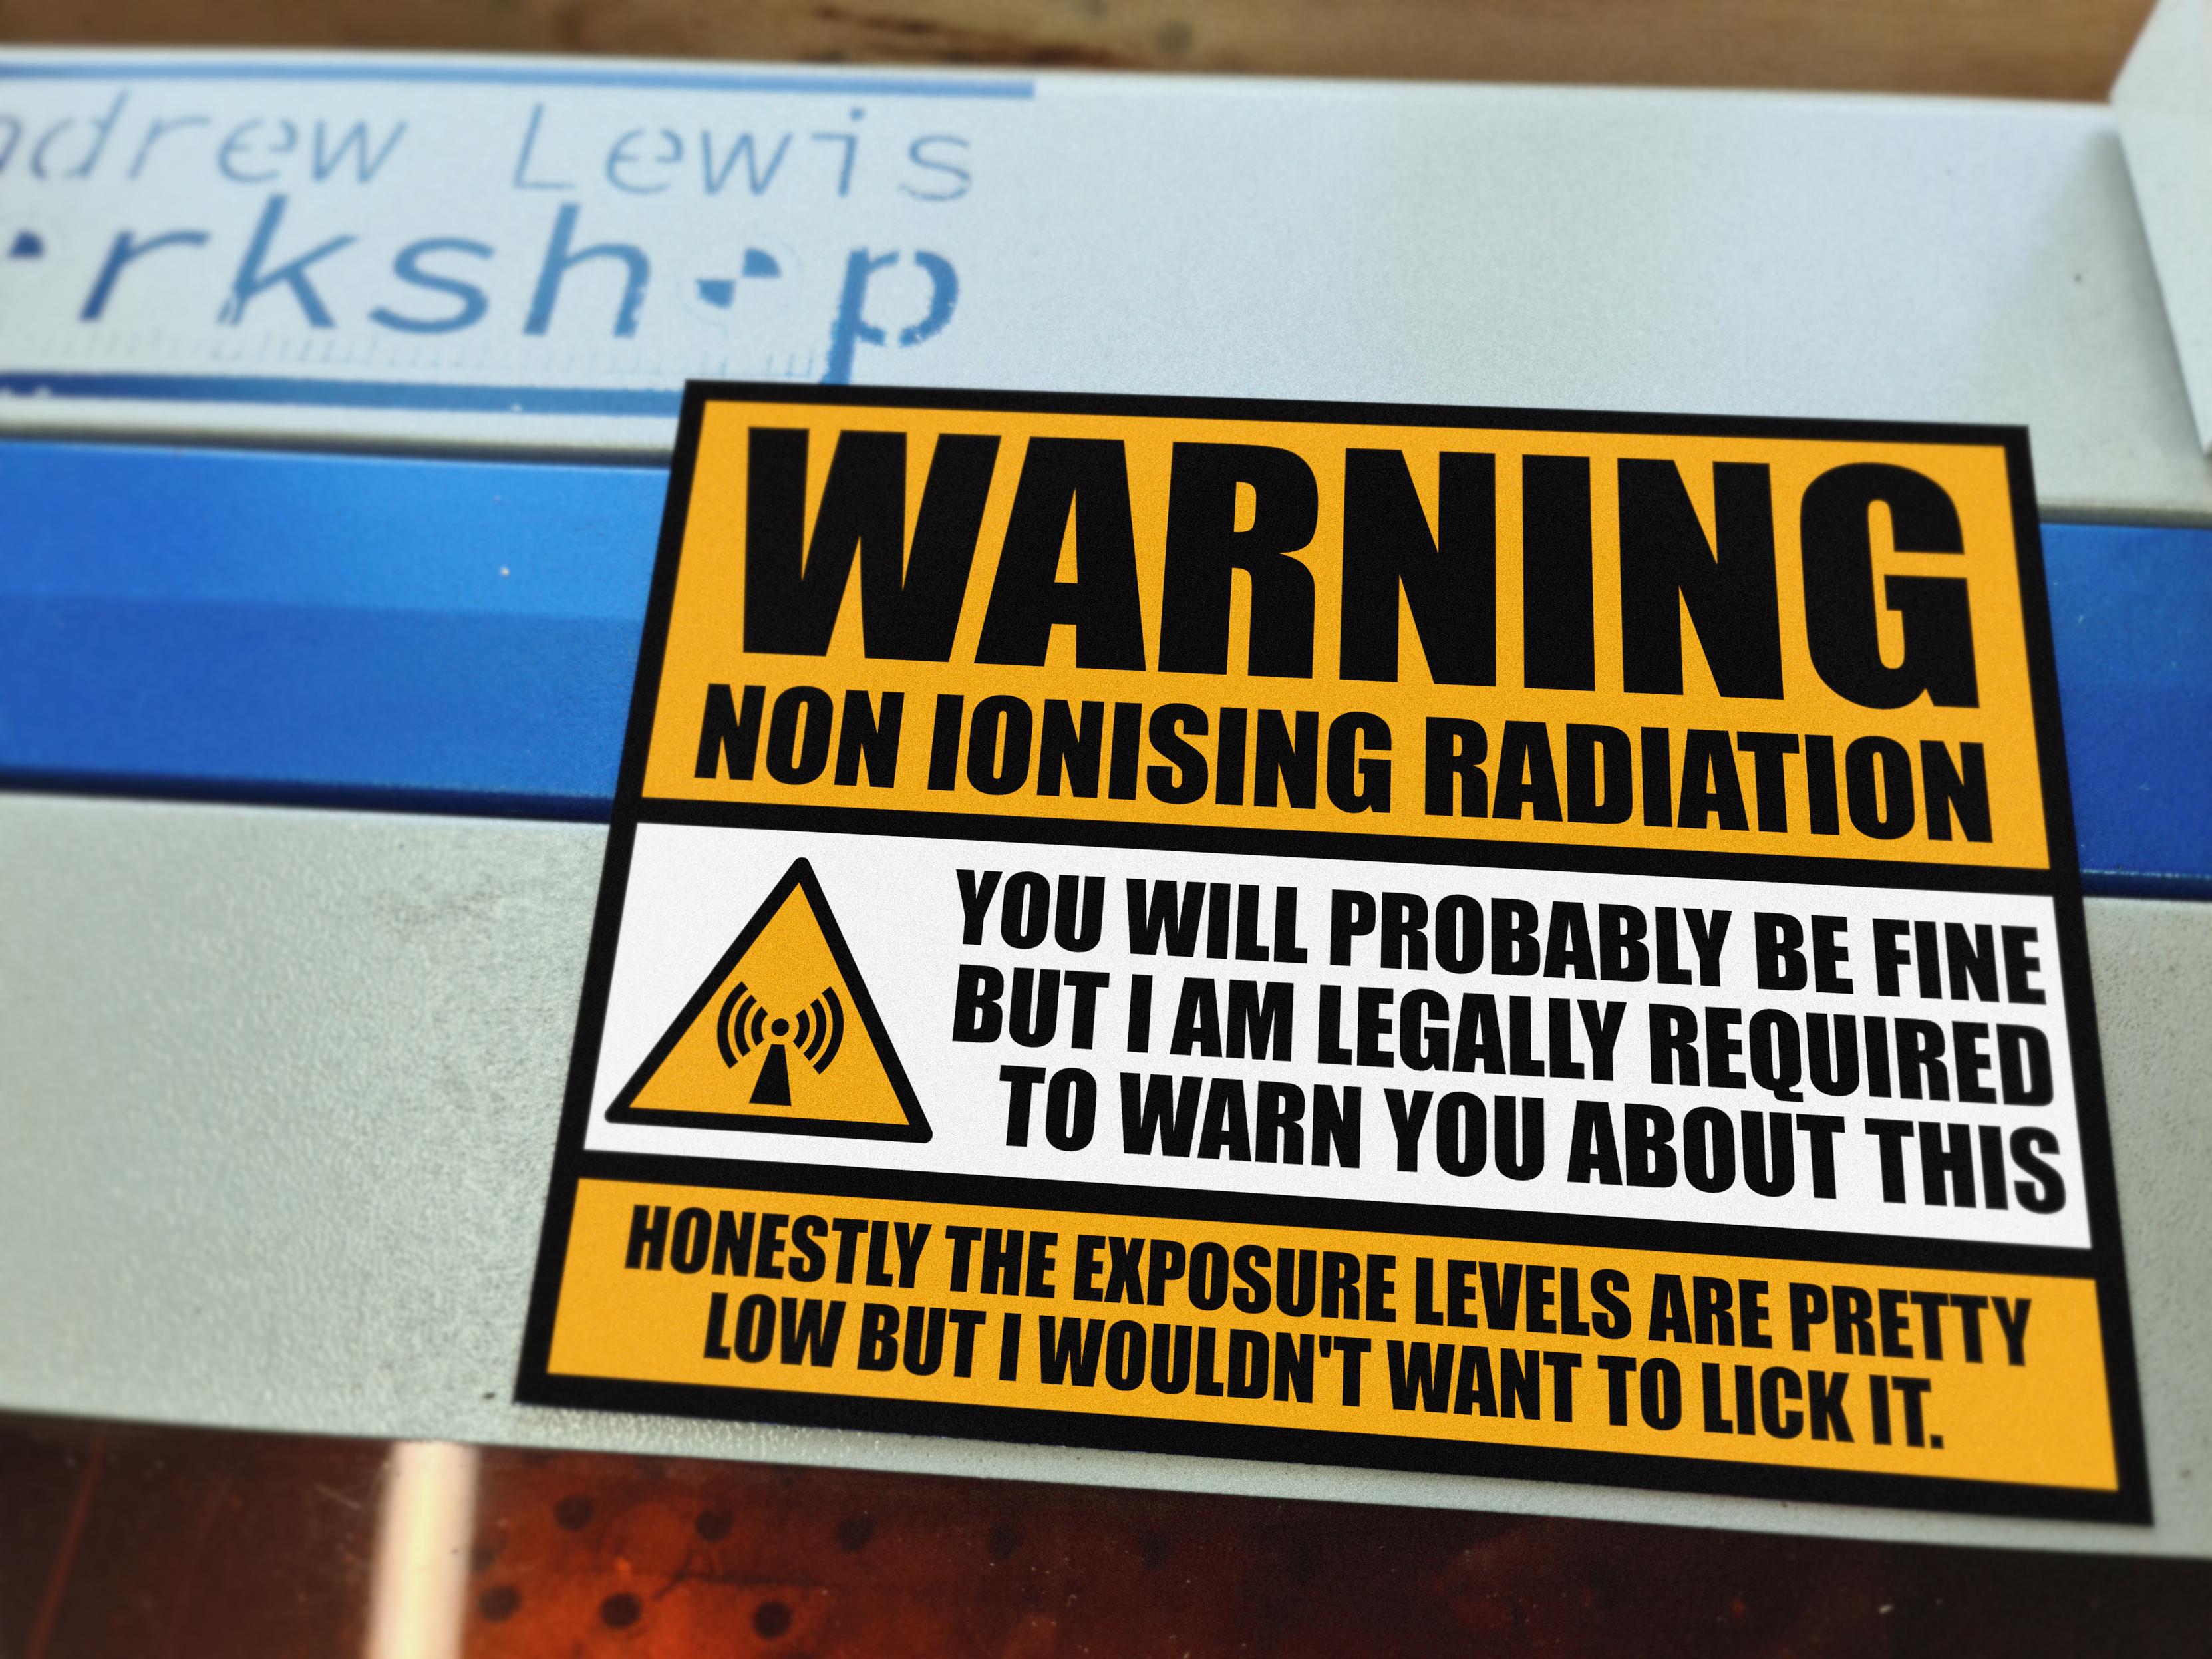 ndrew Lewis
rksh p
WARNING
NON IONISING RADIATION
YOU WILL PROBABLY BE FINE
BUT I AM LEGALLY REQUIRED
TO WARN YOU ABOUT THIS
HONESTLY THE EXPOSURE LEVELS ARE PRETTY
LOW BUT I WOULDN'T WANT TO LICK IT.